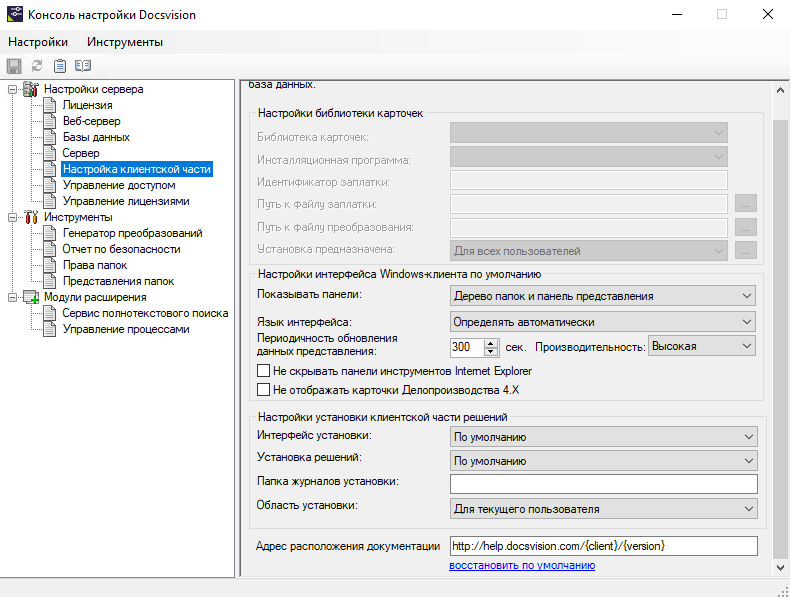 Консоль настройки Docsvision
Настройки Инструменты
Настройки сервера
Лицензия
Веб-сервер
Базы данных
Сервер
Настройка клиентской части
Управление доступом
Управление лицензиями
Инструменты
Генератор преобразований
Отчет по безопасности
Права папок
Представления папок
Модули расширения
Сервис полнотекстового поиска
Управление процессами
база данных.
Настройки библиотеки карточек
Библиотека карточек:
Инсталляционная программа:
Идентификатор заплатки:
Путь к файлу заплатки: ...
Путь к файлу преобразования: ...
Установка предназначена: Для всех пользователей ...
Настройки интерфейса Windows-клиента по умолчанию
Показывать панели: Дерево папок и панель представления
Язык интерфейса: Определять автоматически
Периодичность обновления
данных представления: 300 сек. Производительность: Высокая
Не скрывать панели инструментов Internet Explorer
Не отображать карточки Делопроизводства 4.X
Настройки установки клиентской части решений
Интерфейс установки: По умолчанию
Установка решений: По умолчанию
Папка журналов установки:
Область установки: Для текущего пользователя
Адрес расположения документации http://help.docsvision.com/{client}/{version}
восстановить по умолчанию